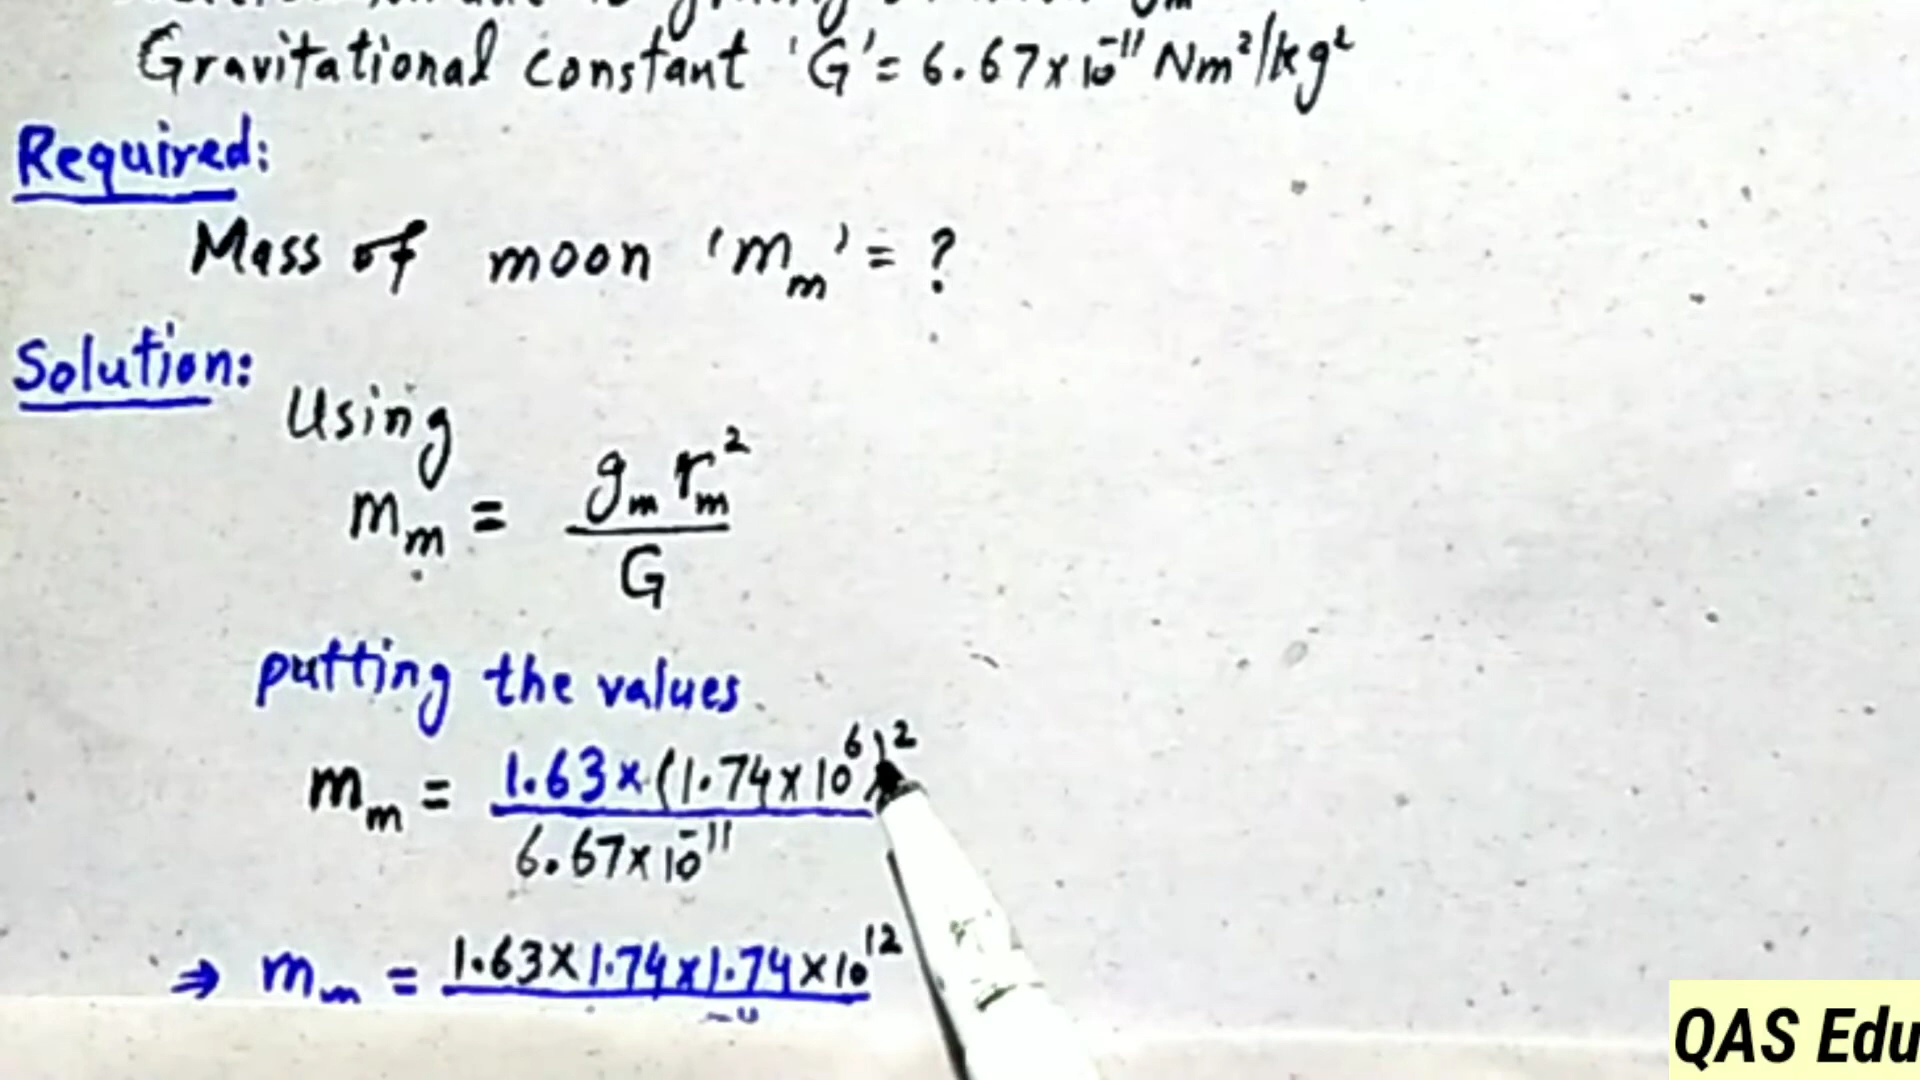 Gravitational constant 'G' = 6.67×10⁻¹¹ Nm²/kg²
Required:
Mass of moon 'mₘ' = ?
Solution:
Using
mₘ = gₘ rₘ² / G
putting the values
mₘ = 1.63×(1.74×10⁶)² / 6.67×10⁻¹¹
⇒ mₘ = 1.63×1.74×1.74×10¹²
QAS Edu